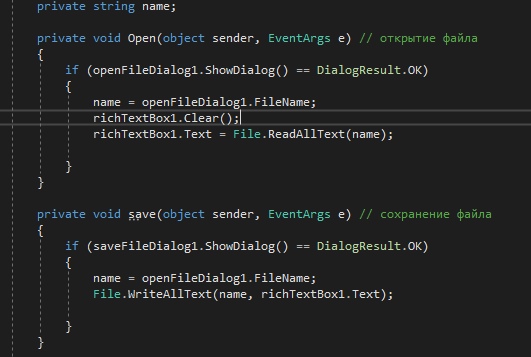 private string name;
private void Open(object sender, EventArgs e) // открытие файла
{
if (openFileDialog1.ShowDialog() == DialogResult.OK)
{
name = openFileDialog1.FileName;
richTextBox1.Clear();
richTextBox1.Text = File.ReadAllText(name);
}
}
private void save(object sender, EventArgs e) // сохранение файла
{
if (saveFileDialog1.ShowDialog() == DialogResult.OK)
{
name = openFileDialog1.FileName;
File.WriteAllText(name, richTextBox1.Text);
}
}